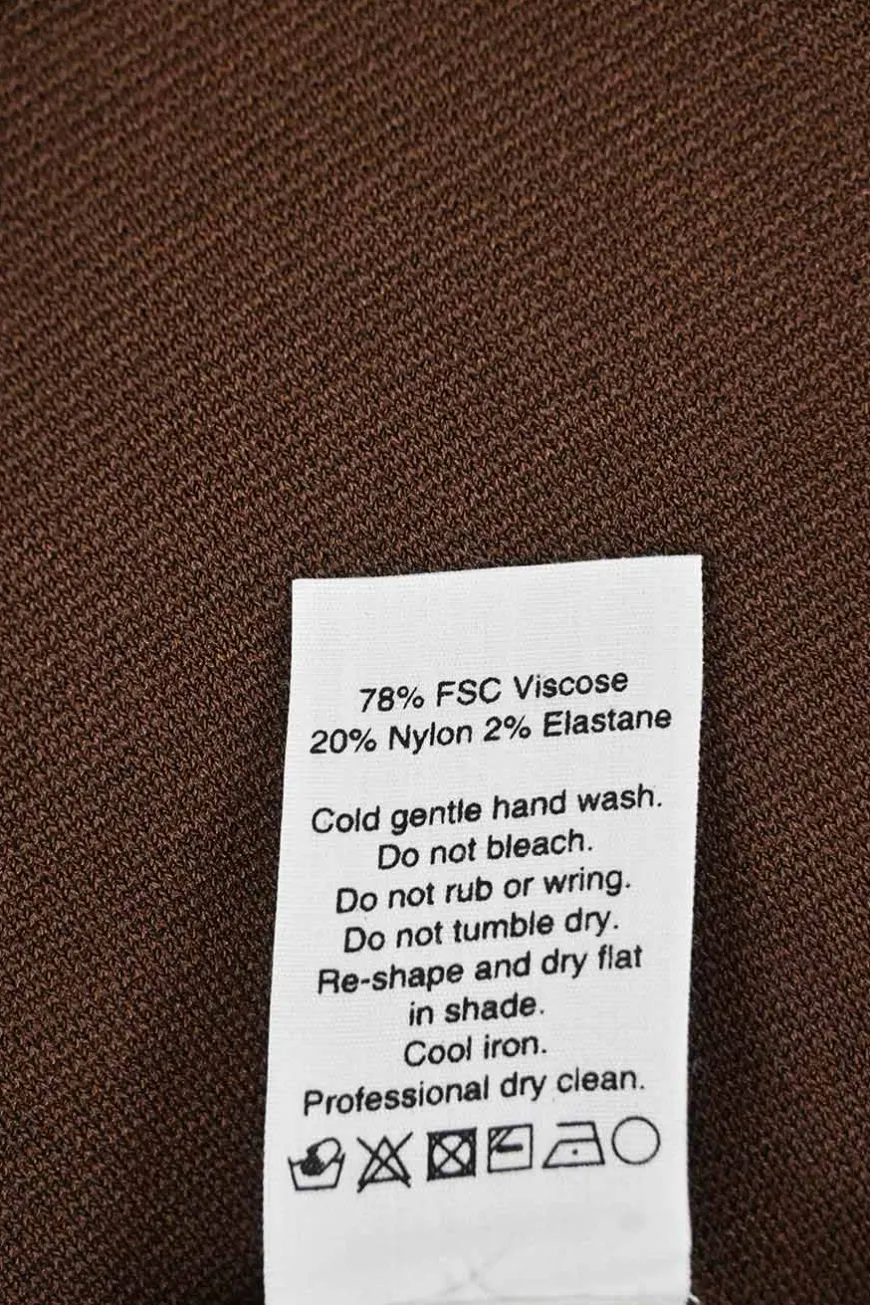 78% FSC Viscose
20% Nylon 2% Elastane
Cold gentle hand wash.
Do not bleach.
Do not rub or wring.
Do not tumble dry.
Re-shape and dry flat
in shade.
Cool iron.
Professional dry clean.